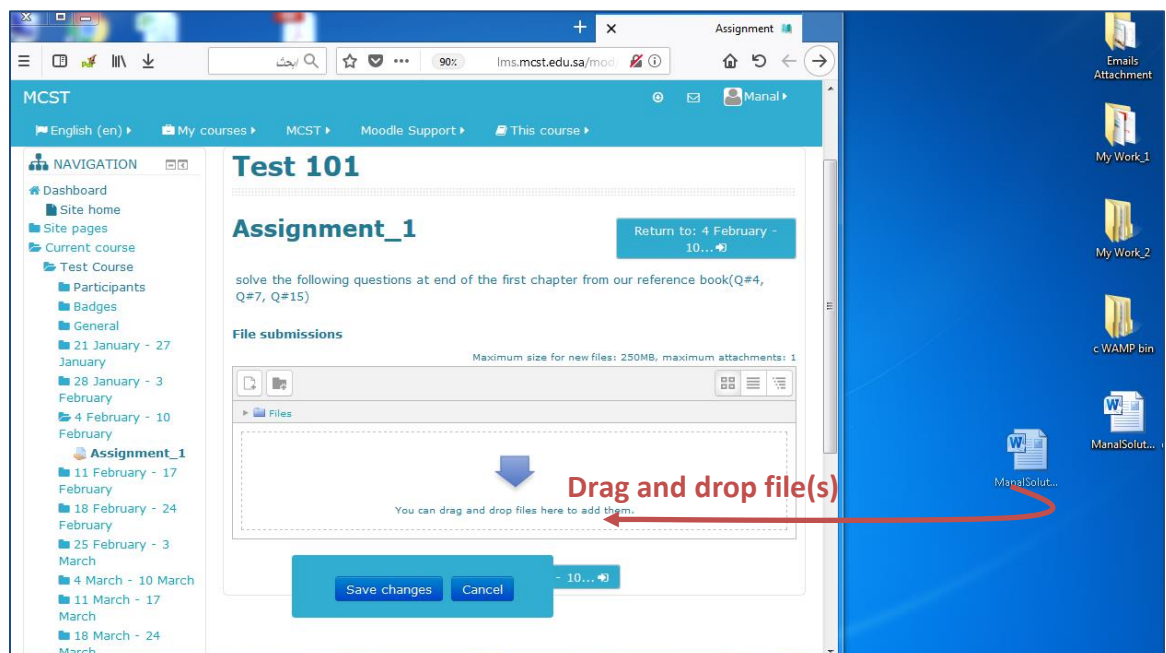 Assignment
ابحث
90%
lms.mcst.edu.sa/mod/
MCST
Manal
English (en)
My courses
MCST
Moodle Support
This course
NAVIGATION
Dashboard
Site home
Site pages
Current course
Test Course
Participants
Badges
General
21 January - 27
January
28 January - 3
February
4 February - 10
February
Assignment_1
11 February - 17
February
18 February - 24
February
25 February - 3
March
4 March - 10 March
11 March - 17
March
18 March - 24
March
Test 101
Assignment_1
Return to: 4 February -
10...
solve the following questions at end of the first chapter from our reference book(Q#4,
Q#7, Q#15)
File submissions
Maximum size for new files: 250MB, maximum attachments: 1
Files
You can drag and drop files here to add them.
Drag and drop file(s)
- 10...
Save changes
Cancel
Emails
Attachment
My Work_1
My Work_2
c WAMP bin
ManalSolut...
ManalSolut...